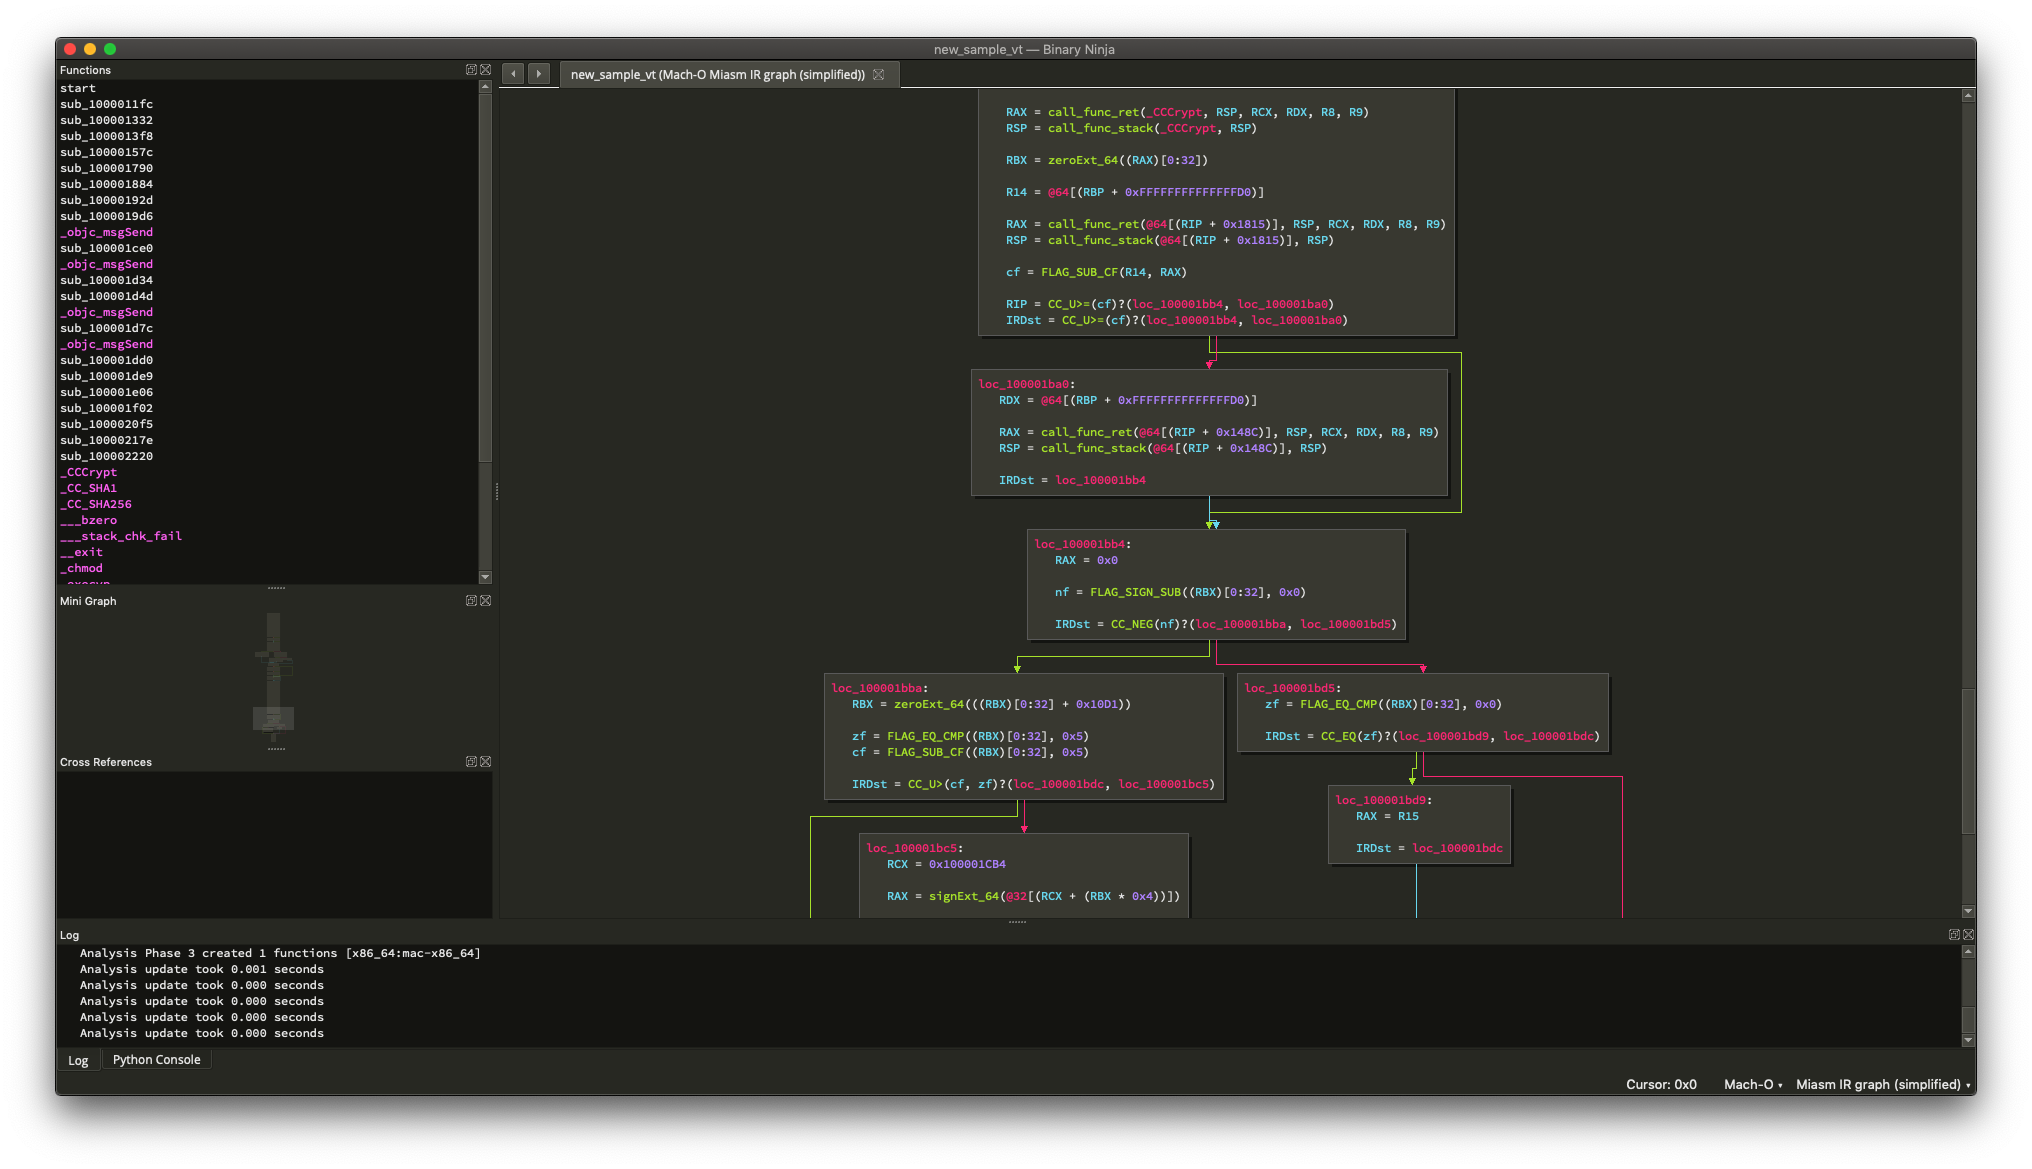 new_sample_vt — Binary Ninja
Functions
start
sub_1000011fc
sub_100001332
sub_1000013f8
sub_10000157c
sub_100001790
sub_100001884
sub_10000192d
sub_1000019d6
_objc_msgSend
sub_100001ce0
_objc_msgSend
sub_100001d34
sub_100001d4d
_objc_msgSend
sub_100001d7c
_objc_msgSend
sub_100001dd0
sub_100001de9
sub_100001e06
sub_100001f02
sub_1000020f5
sub_10000217e
sub_100002220
_CCCrypt
_CC_SHA1
_CC_SHA256
___bzero
___stack_chk_fail
__exit
_chmod
Mini Graph
Cross References
new_sample_vt (Mach-O Miasm IR graph (simplified))
RAX = call_func_ret(_CCCrypt, RSP, RCX, RDX, R8, R9)
RSP = call_func_stack(_CCCrypt, RSP)
RBX = zeroExt_64((RAX)[0:32])
R14 = @64[(RBP + 0xFFFFFFFFFFFFFFD0)]
RAX = call_func_ret(@64[(RIP + 0x1815)], RSP, RCX, RDX, R8, R9)
RSP = call_func_stack(@64[(RIP + 0x1815)], RSP)
cf = FLAG_SUB_CF(R14, RAX)
RIP = CC_U>=(cf)?(loc_100001bb4, loc_100001ba0)
IRDst = CC_U>=(cf)?(loc_100001bb4, loc_100001ba0)
loc_100001ba0:
RDX = @64[(RBP + 0xFFFFFFFFFFFFFFD0)]
RAX = call_func_ret(@64[(RIP + 0x148C)], RSP, RCX, RDX, R8, R9)
RSP = call_func_stack(@64[(RIP + 0x148C)], RSP)
IRDst = loc_100001bb4
loc_100001bb4:
RAX = 0x0
nf = FLAG_SIGN_SUB((RBX)[0:32], 0x0)
IRDst = CC_NEG(nf)?(loc_100001bba, loc_100001bd5)
loc_100001bba:
RBX = zeroExt_64(((RBX)[0:32] + 0x10D1))
zf = FLAG_EQ_CMP((RBX)[0:32], 0x5)
cf = FLAG_SUB_CF((RBX)[0:32], 0x5)
IRDst = CC_U>(cf, zf)?(loc_100001bdc, loc_100001bc5)
loc_100001bd5:
zf = FLAG_EQ_CMP((RBX)[0:32], 0x0)
IRDst = CC_EQ(zf)?(loc_100001bd9, loc_100001bdc)
loc_100001bd9:
RAX = R15
IRDst = loc_100001bdc
loc_100001bc5:
RCX = 0x100001CB4
RAX = signExt_64(@32[(RCX + (RBX * 0x4))])
Log
Analysis Phase 3 created 1 functions [x86_64:mac-x86_64]
Analysis update took 0.001 seconds
Analysis update took 0.000 seconds
Analysis update took 0.000 seconds
Analysis update took 0.000 seconds
Analysis update took 0.000 seconds
Log
Python Console
Cursor: 0x0
Mach-O
Miasm IR graph (simplified)